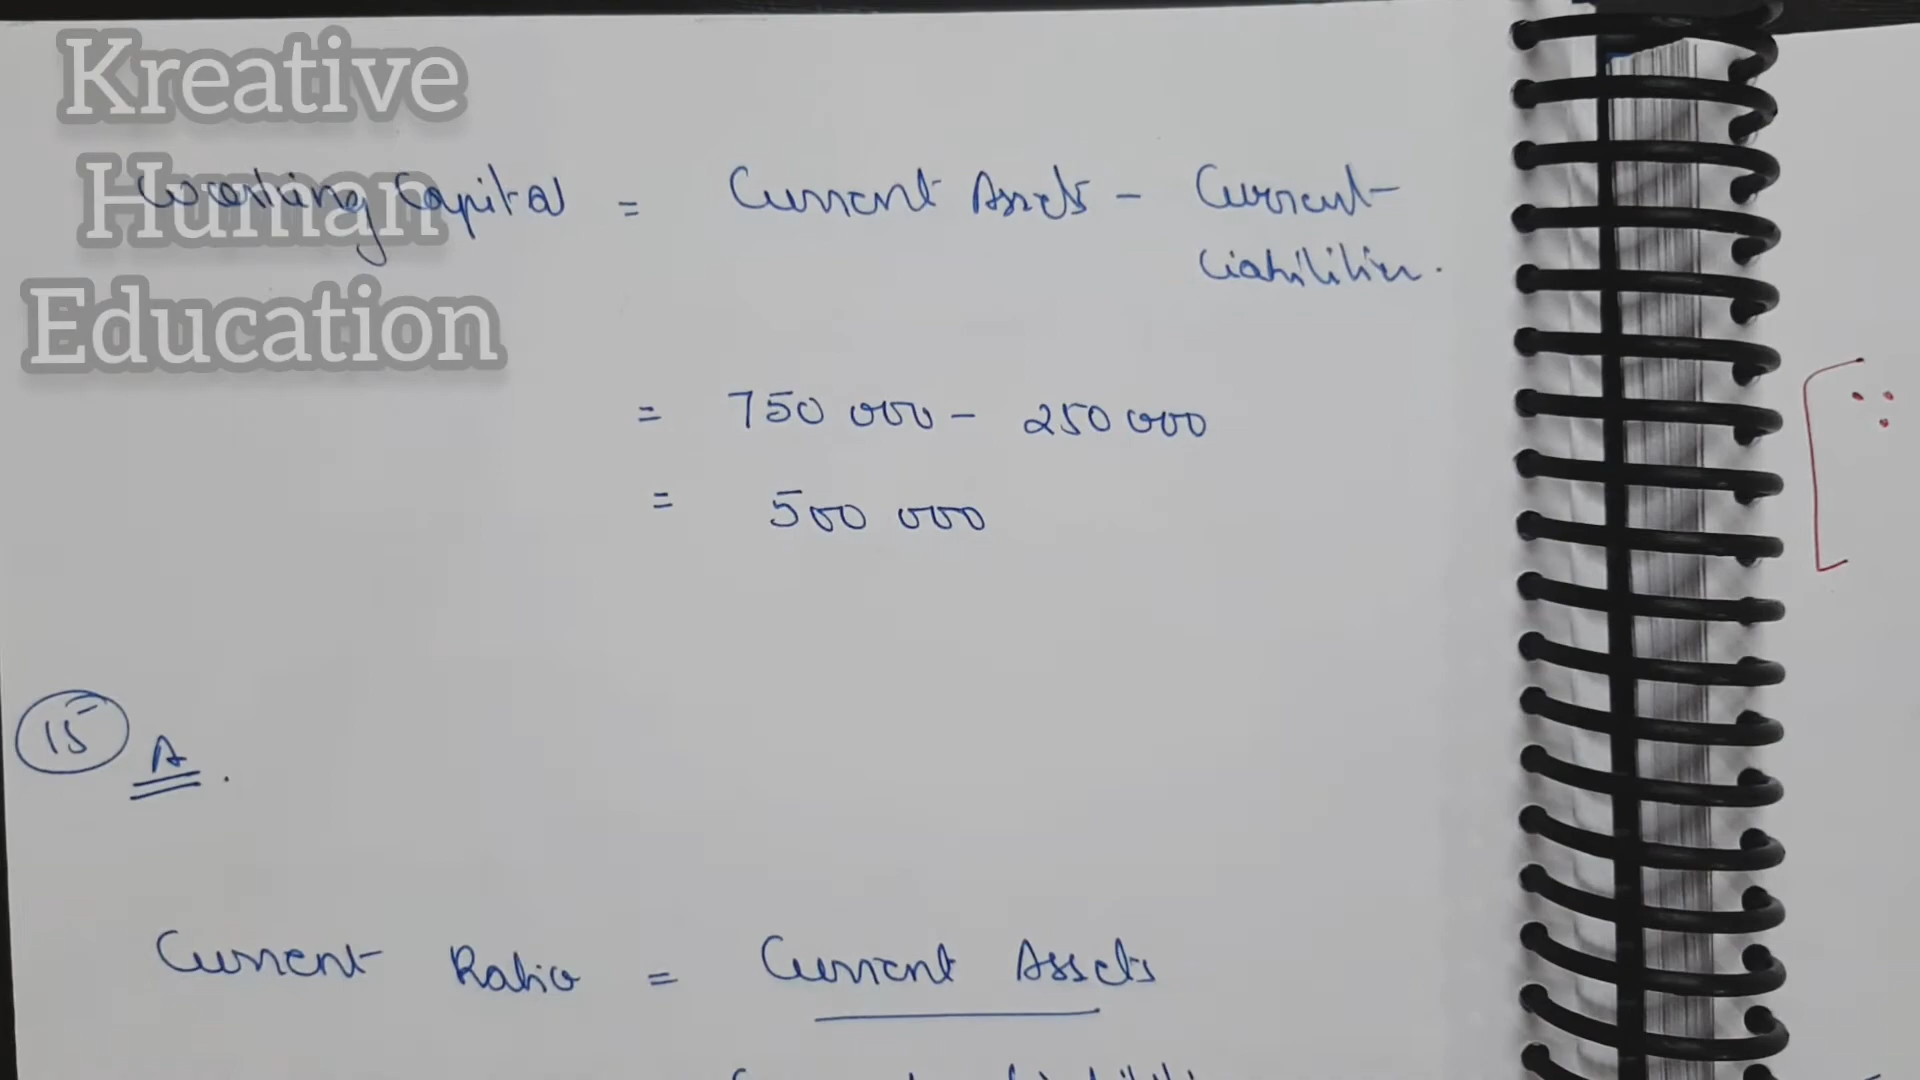 Kreative
Human
Education
Working Capital = Current Assets - Current
Liabilities.
= 750 000 - 250 000
= 500 000
15 A.
Current Ratio = Current Assets